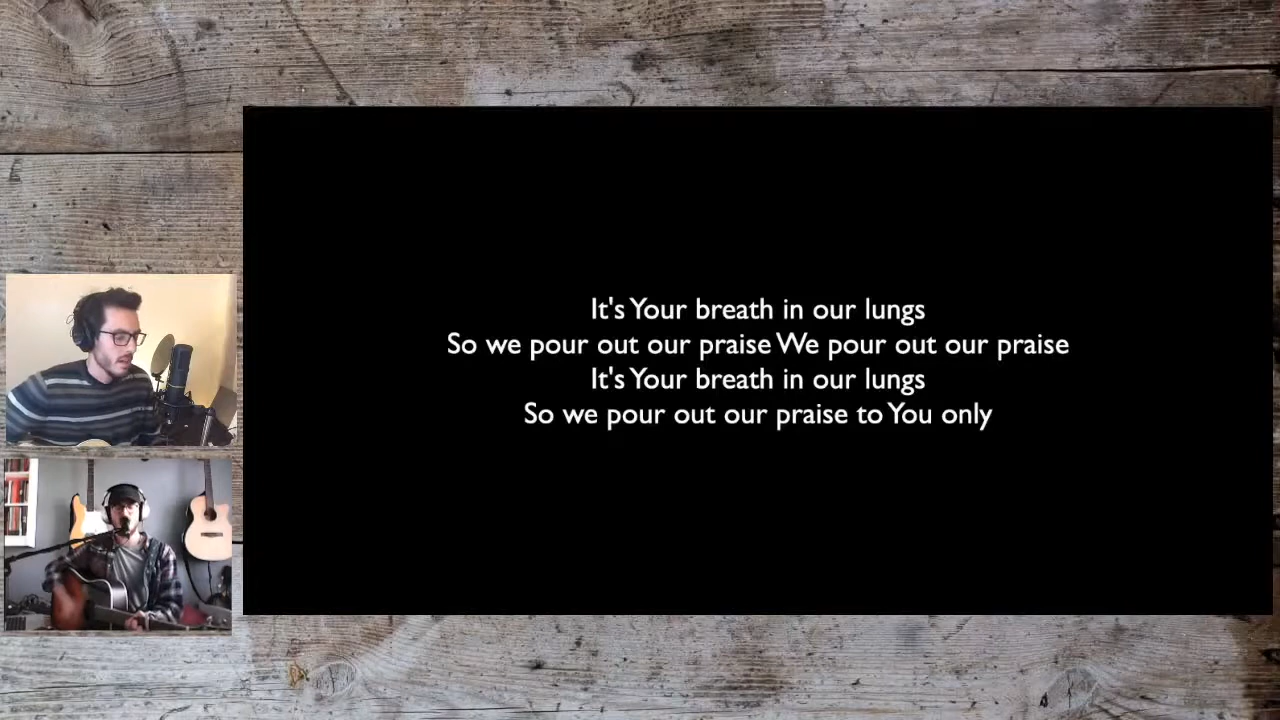 It's Your breath in our lungs
So we pour out our praise We pour out our praise
It's Your breath in our lungs
So we pour out our praise to You only